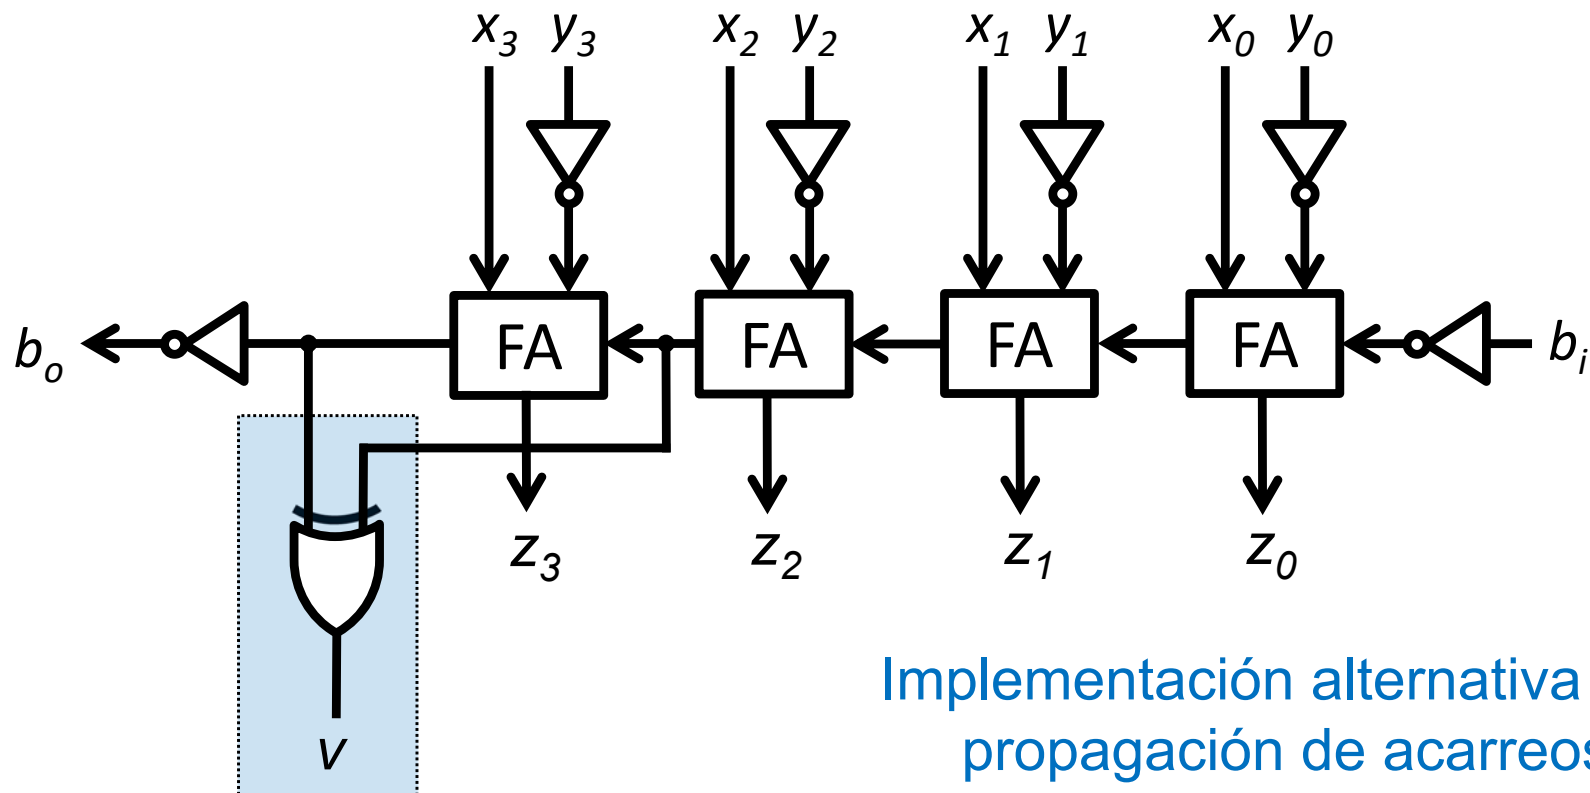 x3 y3 x2 y2 x1 y1 x0 y0
bo FA FA FA FA bi
z3 z2 z1 z0
v
Implementación alternativa
propagación de acarreos